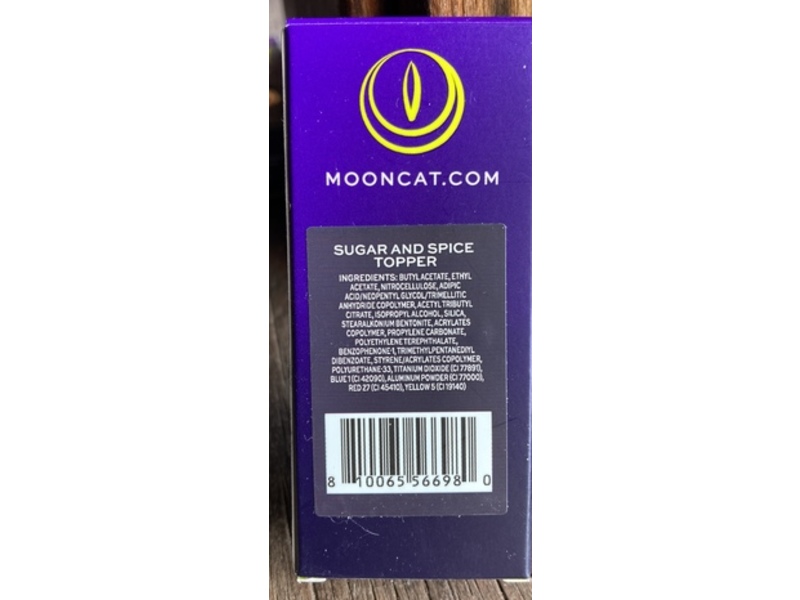 MOONCAT.COM
SUGAR AND SPICE
TOPPER
INGREDIENTS: BUTYL ACETATE, ETHYL
ACETATE, NITROCELLULOSE, ADIPIC
ACID/NEOPENTYL GLYCOL/TRIMELLITIC
ANHYDRIDE COPOLYMER, ACETYL TRIBUTYL
CITRATE, ISOPROPYL ALCOHOL, SILICA,
STEARALKONIUM BENTONITE, ACRYLATES
COPOLYMER, PROPYLENE CARBONATE,
POLYETHYLENE TEREPHTHALATE,
BENZOPHENONE-1, TRIMETHYLPENTANEDIYL
DIBENZOATE, STYRENE/ACRYLATES COPOLYMER,
POLYURETHANE-33, TITANIUM DIOXIDE (CI 77891),
BLUE 1 (CI 42090), ALUMINUM POWDER (CI 77000),
RED 27 (CI 45410), YELLOW 5 (CI 19140)
8 10065 56698 0